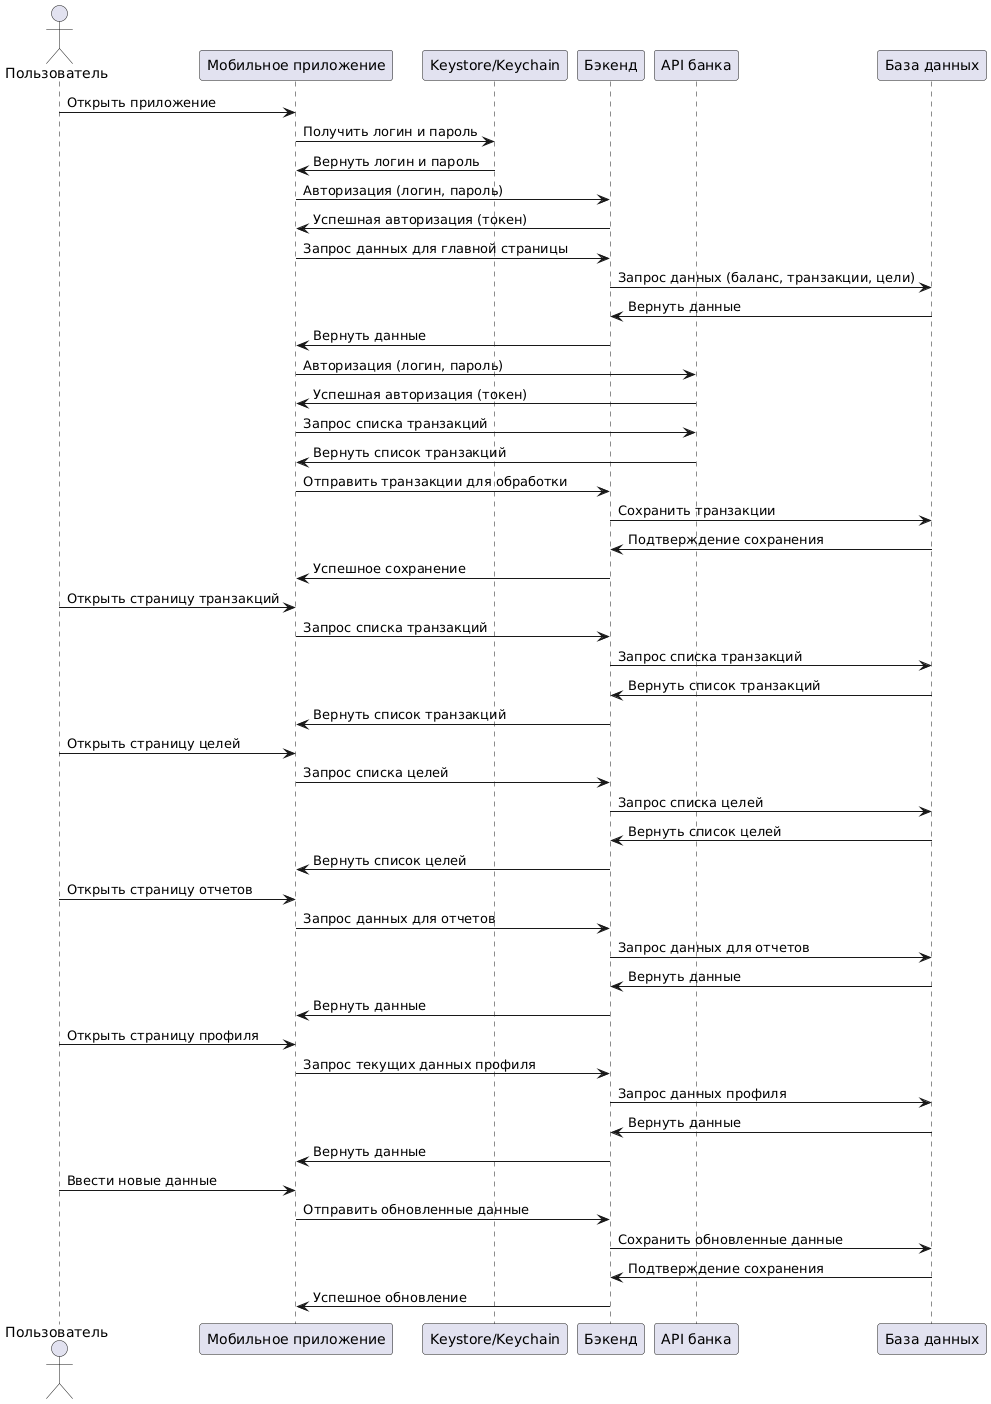 Пользователь
Мобильное приложение
Keystore/Keychain
Бэкенд
API банка
База данных
Открыть приложение
Получить логин и пароль
Вернуть логин и пароль
Авторизация (логин, пароль)
Успешная авторизация (токен)
Запрос данных для главной страницы
Запрос данных (баланс, транзакции, цели)
Вернуть данные
Вернуть данные
Авторизация (логин, пароль)
Успешная авторизация (токен)
Запрос списка транзакций
Вернуть список транзакций
Отправить транзакции для обработки
Сохранить транзакции
Подтверждение сохранения
Успешное сохранение
Открыть страницу транзакций
Запрос списка транзакций
Запрос списка транзакций
Вернуть список транзакций
Вернуть список транзакций
Открыть страницу целей
Запрос списка целей
Запрос списка целей
Вернуть список целей
Вернуть список целей
Открыть страницу отчетов
Запрос данных для отчетов
Запрос данных для отчетов
Вернуть данные
Вернуть данные
Открыть страницу профиля
Запрос текущих данных профиля
Запрос данных профиля
Вернуть данные
Вернуть данные
Ввести новые данные
Отправить обновленные данные
Сохранить обновленные данные
Подтверждение сохранения
Успешное обновление
Пользователь
Мобильное приложение
Keystore/Keychain
Бэкенд
API банка
База данных